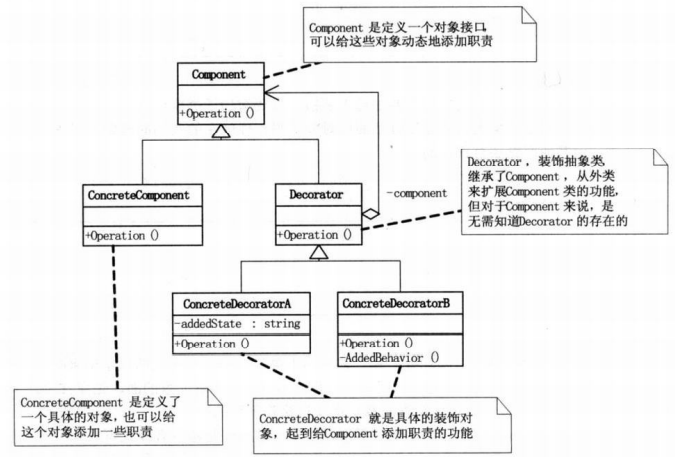 Component 是定义一个对象接口,
可以给这些对象动态地添加职责
Component
+Operation ()
Decorator , 装饰抽象类,
继承了Component , 从外类
来扩展Component 类的功能,
但对于Component 来说, 是
无需知道Decorator 的存在的
ConcreteComponent
+Operation ()
Decorator
+Operation ()
-component
ConcreteDecoratorA
-addedState : string
+Operation ()
ConcreteDecoratorB
+Operation ()
-AddedBehavior ()
ConcreteComponent 是定义了
一个具体的对象, 也可以给
这个对象添加一些职责
ConcreteDecorator 就是具体的装饰对
象, 起到给Component 添加职责的功能